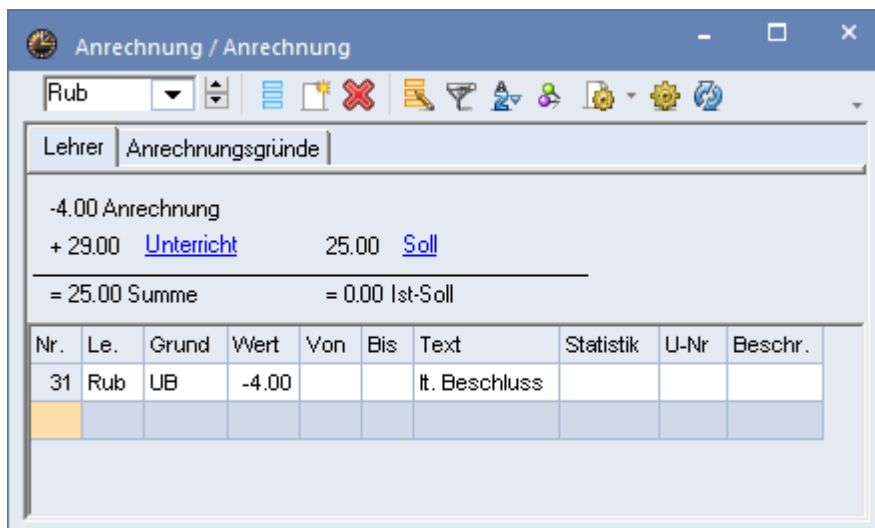 Anrechnung / Anrechnung
Rub
Lehrer Anrechnungsgründe
-4.00 Anrechnung
+ 29.00 Unterricht 25.00 Soll
= 25.00 Summe = 0.00 Ist-Soll
Nr. Le. Grund Wert Von Bis Text Statistik U-Nr Beschr.
31 Rub UB -4.00 lt. Beschluss